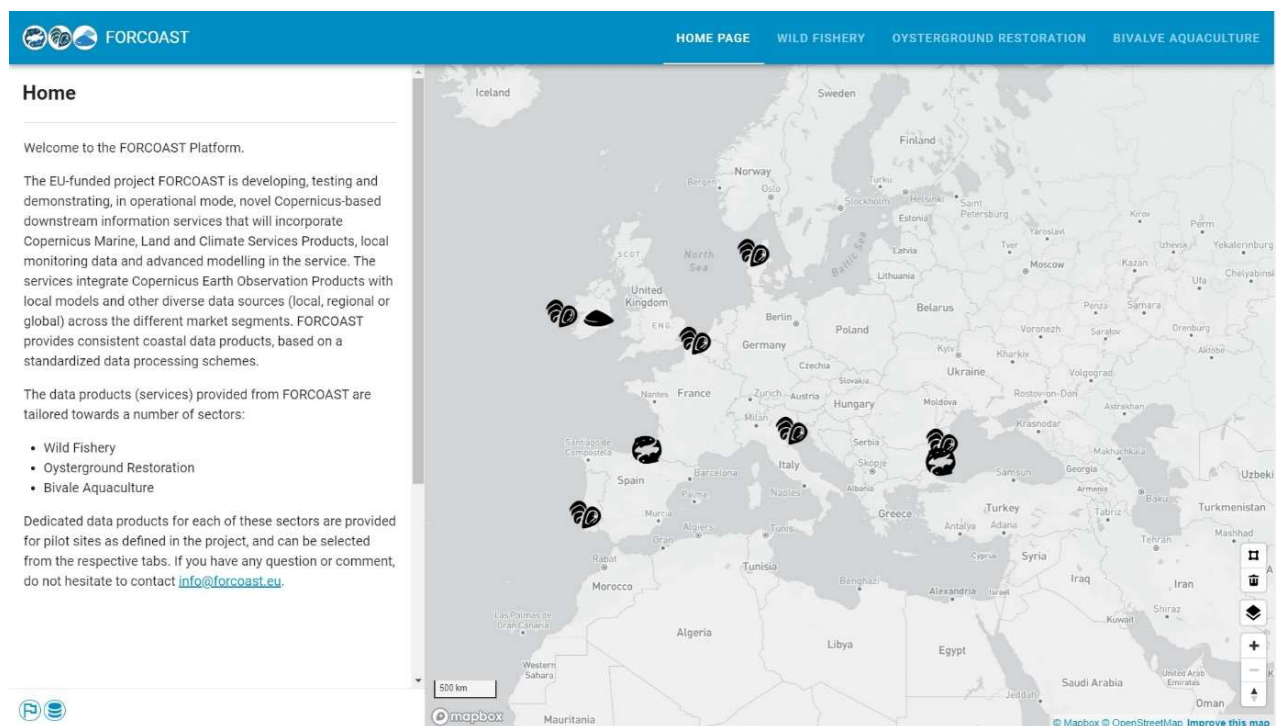 FORCOAST
HOME PAGE
WILD FISHERY
OYSTERGROUND RESTORATION
BIVALVE AQUACULTURE
Home
Welcome to the FORCOAST Platform.
The EU-funded project FORCOAST is developing, testing and
demonstrating, in operational mode, novel Copernicus-based
downstream information services that will incorporate
Copernicus Marine, Land and Climate Services Products, local
monitoring data and advanced modelling in the service. The
services integrate Copernicus Earth Observation Products with
local models and other diverse data sources (local, regional or
global) across the different market segments. FORCOAST
provides consistent coastal data products, based on a
standardized data processing schemes.
The data products (services) provided from FORCOAST are
tailored towards a number of sectors:
• Wild Fishery
• Oysterground Restoration
• Bivale Aquaculture
Dedicated data products for each of these sectors are provided
for pilot sites as defined in the project, and can be selected
from the respective tabs. If you have any question or comment,
do not hesitate to contact info@forcoast.eu.
Iceland
Sweden
Finland
Norway
Bergen
Oslo
Turku
Stockholm
Helsinki
Saint
Petersburg
Estonia
Yaroslavl
Kirov
Perm
Izhevsk
Yekaterinburg
SCOT.
North
Sea
Baltic Sea
Latvia
Tver
Moscow
Kazan
Ufa
Chelyabinsk
Lithuania
United
Kingdom
ENG.
Berlin
Poland
Belarus
Penza
Samara
Voronezh
Saratov
Orenburg
Aktobe
Germany
Kyiv
Kharkiv
Czechia
Ukraine
Volgograd
Slovakia
Nantes
France
Zurich
Austria
Hungary
Moldova
Rostov-on-Don
Astrakhan
Milan
Krasnodar
Santiago de
Compostela
Serbia
Makhachkala
Italy
Skopje
Spain
Barcelona
Samsun
Georgia
Uzbeki
Palma
Naples
Albania
Armenia
Baku
Murcia
Greece
Turkey
Tabriz
Turkmenistan
Algiers
Tunis
Antalya
Adana
Oran
Mashhad
Tehran
Rabat
Tunisia
Cyprus
Syria
Morocco
Benghazi
Alexandria
Israel
Iraq
Iran
Las Palmas de
Gran Canaria
Shiraz
Kuwait
Algeria
Libya
Egypt
Western
Sahara
United Arab
Emirates
Saudi Arabia
Jeddah
Oman
500 km
mapbox
Mauritania
© Mapbox © OpenStreetMap Improve this map